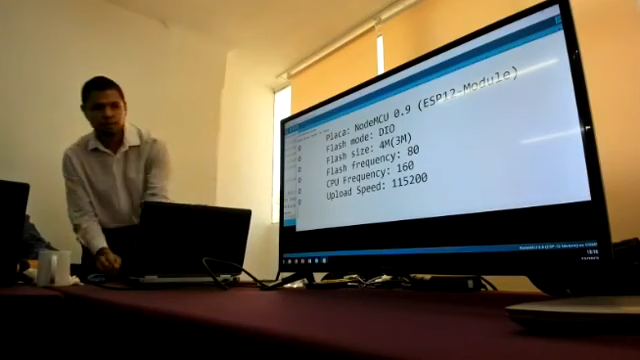 Placa: NodeMCU 0.9 (ESP12-Module)
Flash mode: DIO
Flash size: 4M(3M)
Flash frequency: 80
CPU Frequency: 160
Upload Speed: 115200